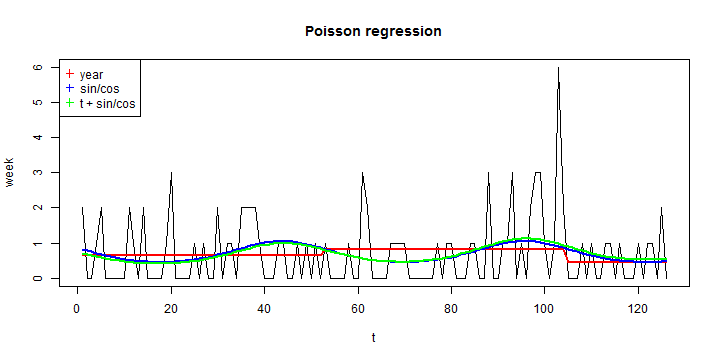 Poisson regression
year
sin/cos
t + sin/cos
week
6
5
4
3
2
1
0
0 20 40 60 80 100 120
t